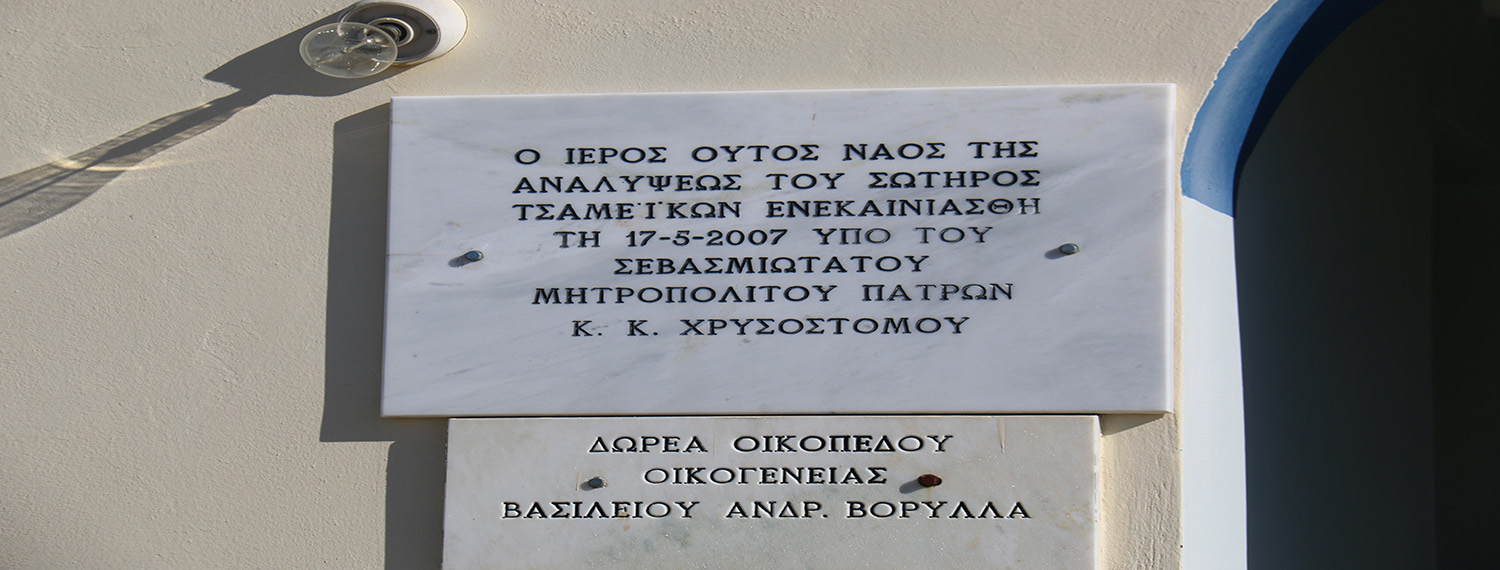 Ο ΙΕΡΟΣ ΟΥΤΟΣ ΝΑΟΣ ΤΗΣ
ΑΝΑΛΥΨΕΩΣ ΤΟΥ ΣΩΤΗΡΟΣ
ΤΣΑΜΕΪΚΩΝ ΕΝΕΚΑΙΝΙΑΣΘΗ
ΤΗ 17-5-2007 ΥΠΟ ΤΟΥ
ΣΕΒΑΣΜΙΩΤΑΤΟΥ
ΜΗΤΡΟΠΟΛΙΤΟΥ ΠΑΤΡΩΝ
Κ. Κ. ΧΡΥΣΟΣΤΟΜΟΥ
ΔΩΡΕΑ ΟΙΚΟΠΕΔΟΥ
ΟΙΚΟΓΕΝΕΙΑΣ
ΒΑΣΙΛΕΙΟΥ ΑΝΔΡ. ΒΟΡΥΛΛΑ